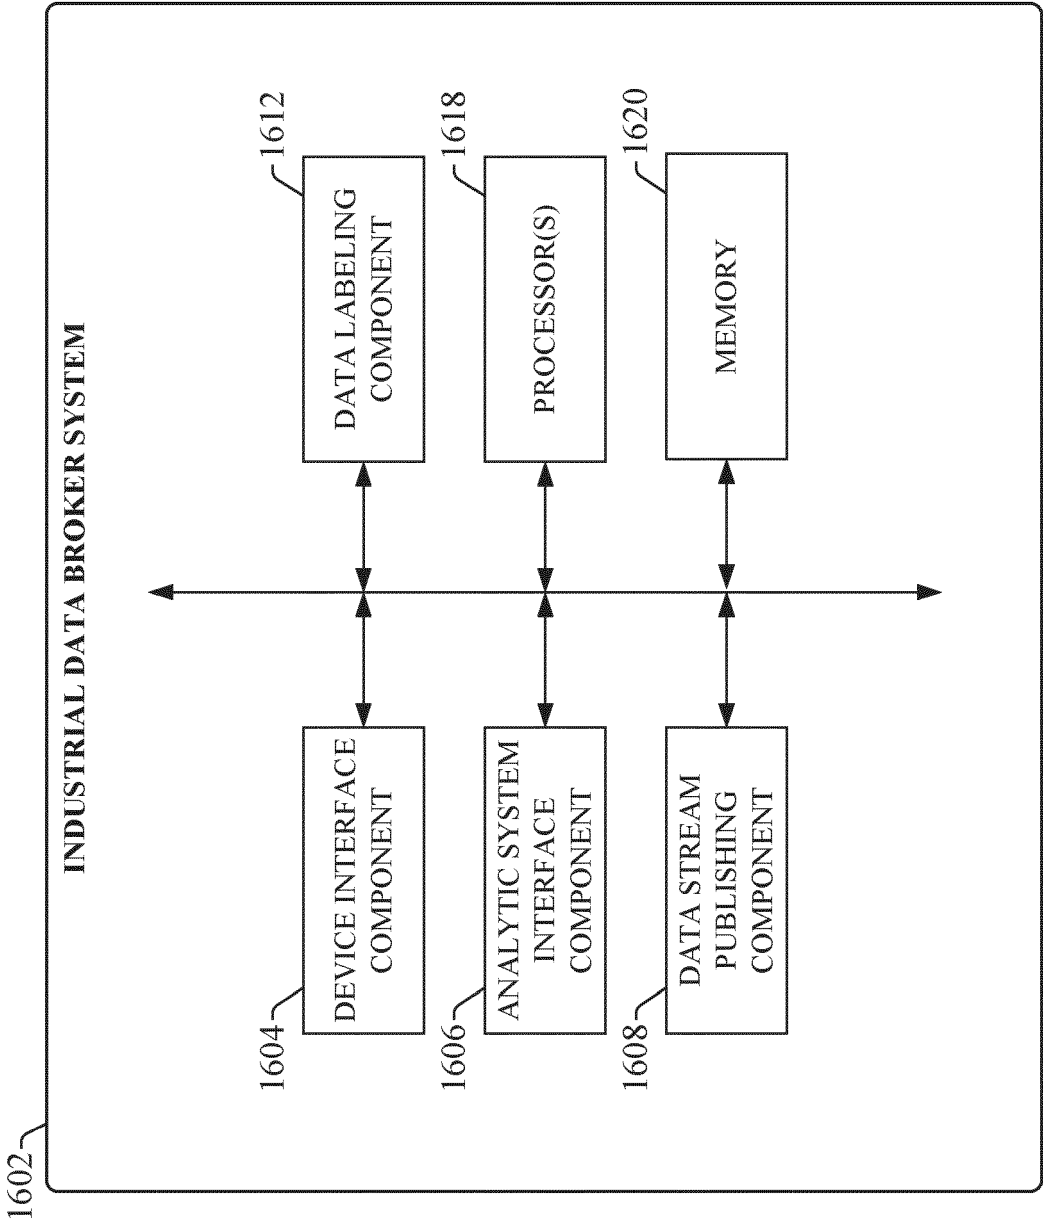 1602
INDUSTRIAL DATA BROKER SYSTEM
1604
DEVICE INTERFACE
COMPONENT
1606
ANALYTIC SYSTEM
INTERFACE
COMPONENT
1608
DATA STREAM
PUBLISHING
COMPONENT
1612
DATA LABELING
COMPONENT
1618
PROCESSOR(S)
1620
MEMORY